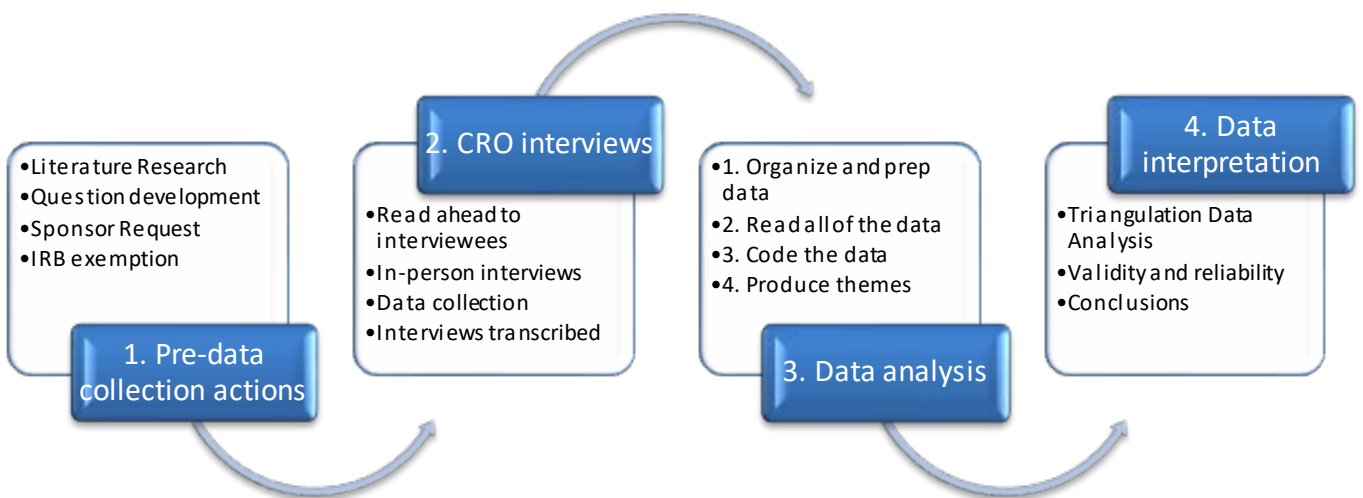 •Literature Research
•Question development
•Sponsor Request
•IRB exemption
1. Pre-data
collection actions
2. CRO interviews
•Read ahead to
interviewees
•In-person interviews
•Data collection
•Interviews transcribed
•1. Organize and prep
data
•2. Read all of the data
•3. Code the data
•4. Produce themes
3. Data analysis
4. Data
interpretation
•Triangulation Data
Analysis
•Validity and reliability
•Conclusions